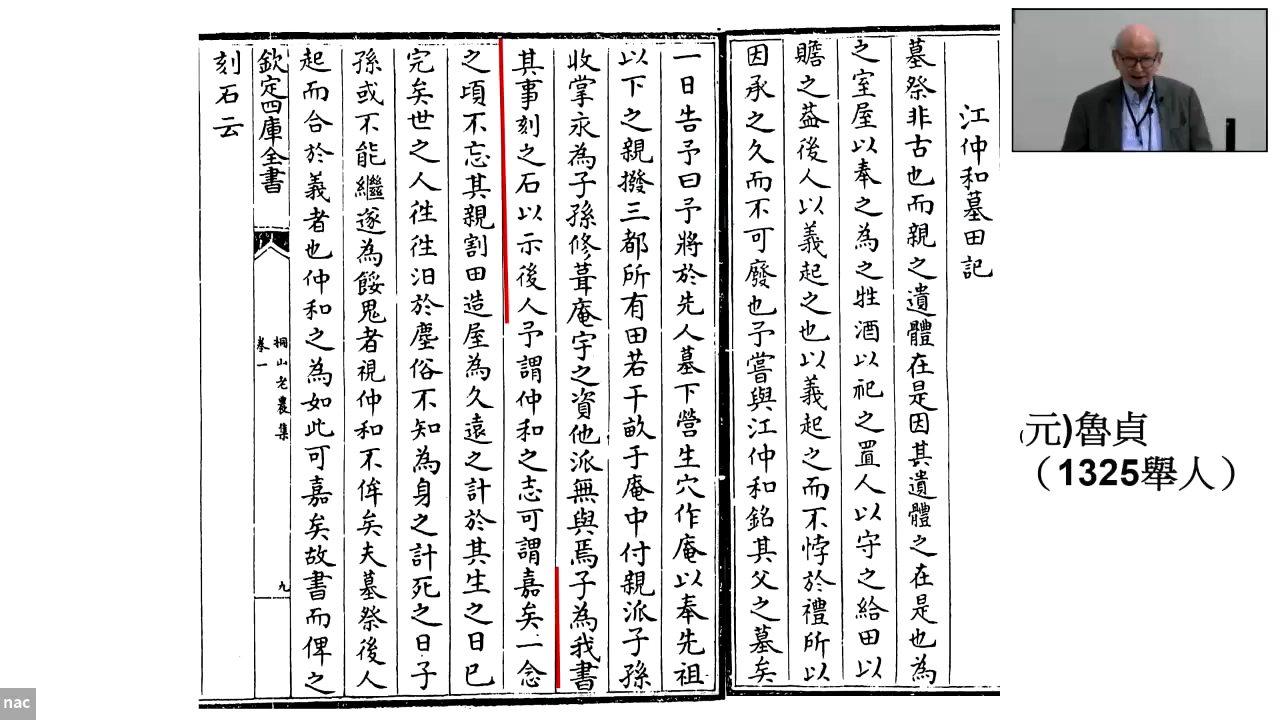 江仲和墓田記
墓祭非古也而親之遺體在是因其遺體之在是也為
之室屋以奉之為之牲酒以祀之置人以守之給田以
贍之葢後人以義起之也以義起之而不悖於禮所以
因承之久而不可廢也予嘗與江仲和銘其父之墓矣
一日告予曰予將於先人墓下營生穴作庵以奉先祖
以下之親撥三都所有田若干畝于庵中付親派子孫
收掌永為子孫修葺庵宇之資他派無與焉子為我書
其事刻之石以示後人予謂仲和之志可謂嘉矣一念
之頃不忘其親割田造屋為久遠之計於其生之日已
完矣世之人往往汨於塵俗不知為身之計死之日子
孫或不能繼遂為餒鬼者視仲和不侔矣夫墓祭後人
起而合於義者也仲和之為如此可嘉矣故書而俾之
刻石云
欽定四庫全書
桐山老農集
卷一
九
(元)魯貞
（1325舉人）
nac